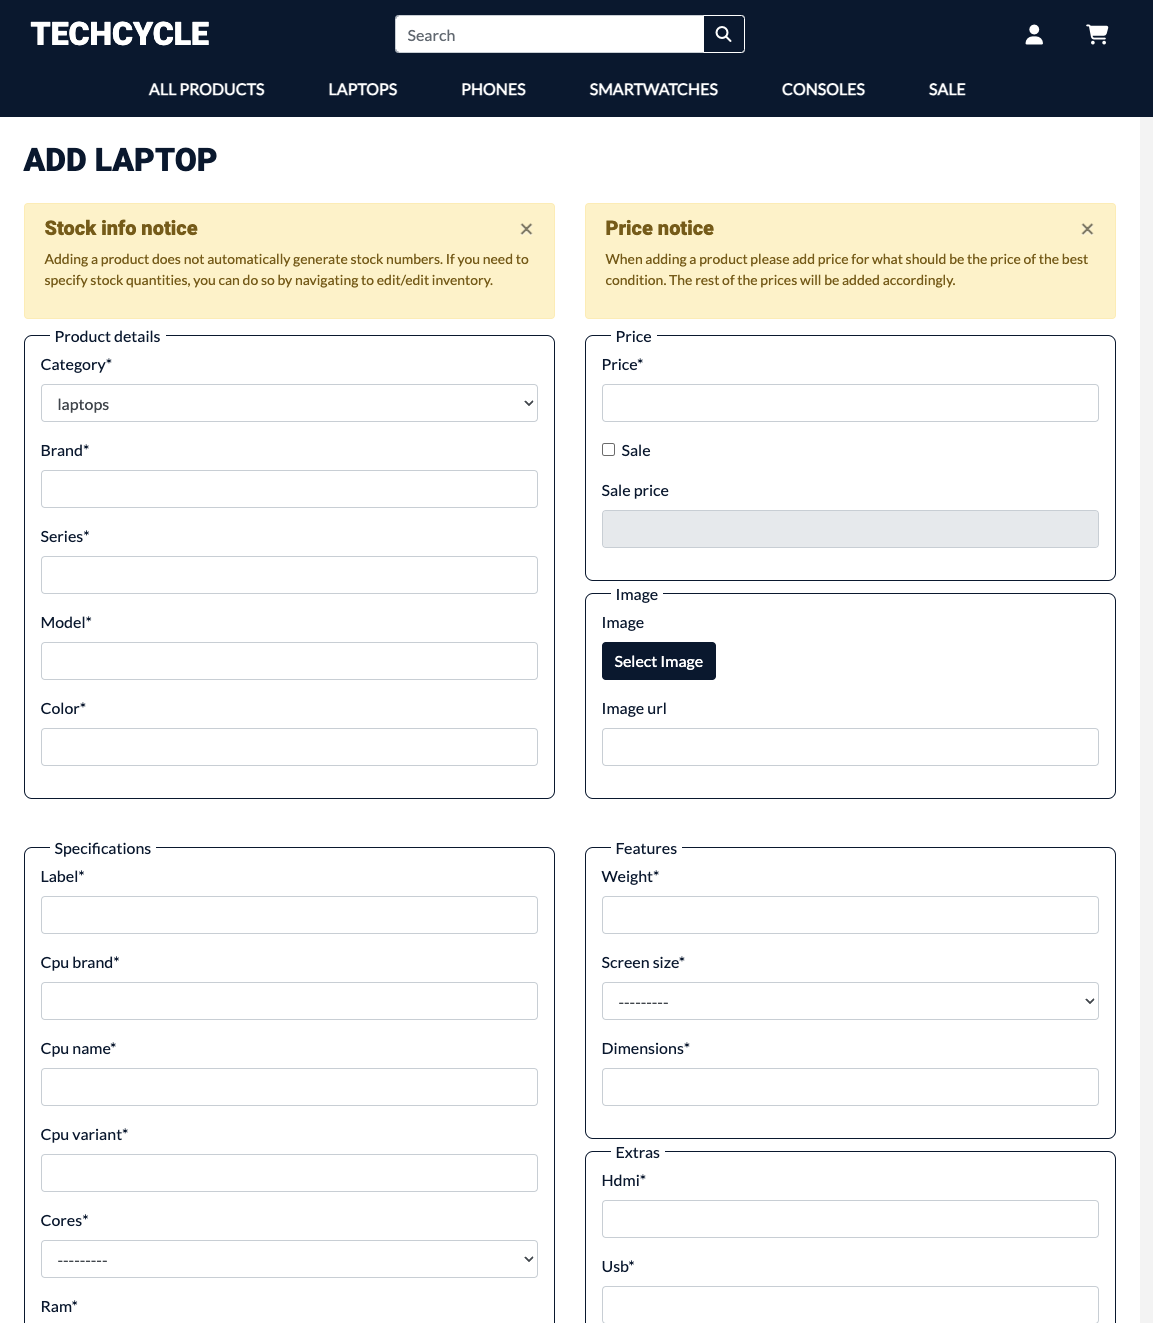 TECHCYCLE
Search
ALL PRODUCTS LAPTOPS PHONES SMARTWATCHES CONSOLES SALE
ADD LAPTOP
Stock info notice ×
Adding a product does not automatically generate stock numbers. If you need to
specify stock quantities, you can do so by navigating to edit/edit inventory.
Price notice ×
When adding a product please add price for what should be the price of the best
condition. The rest of the prices will be added accordingly.
Product details
Category*
laptops
Brand*
Series*
Model*
Color*
Price
Price*
Sale
Sale price
Image
Image
Select Image
Image url
Specifications
Label*
Cpu brand*
Cpu name*
Cpu variant*
Cores*
---------
Ram*
Features
Weight*
Screen size*
---------
Dimensions*
Extras
Hdmi*
Usb*